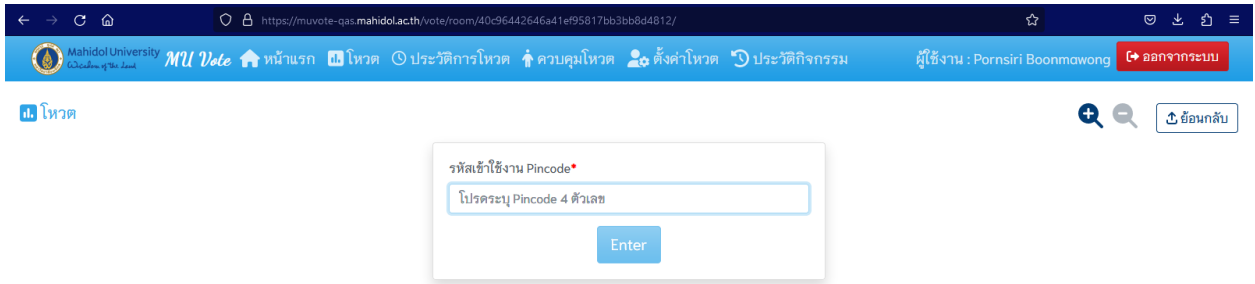 https://muvote-qas.mahidol.ac.th/vote/room/40c96442646a41ef95817bb3bb8d4812/
Mahidol University
Wisdom of the Land
MU Vote หน้าแรก โหวต ประวัติการโหวต ควบคุมโหวต ตั้งค่าโหวต ประวัติกิจกรรม ผู้ใช้งาน : Pornsiri Boonmawong ออกจากระบบ
โหวต
ย้อนกลับ
รหัสเข้าใช้งาน Pincode*
โปรดระบุ Pincode 4 ตัวเลข
Enter